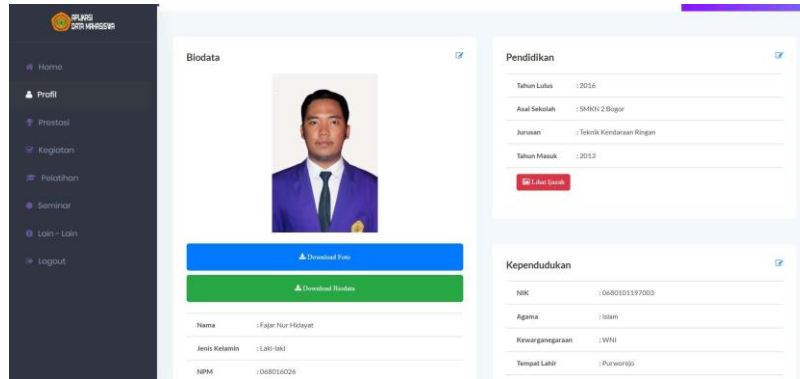 APLIKASI
DATA MAHASISWA
Home
Profil
Prestasi
Kegiatan
Pelatihan
Seminar
Lain - Lain
Logout
Biodata
Download Foto
Download Biodata
Nama : Fajar Nur Hidayat
Jenis Kelamin : Laki-laki
NPM : 068016026
Pendidikan
Tahun Lulus : 2016
Asal Sekolah : SMKN 2 Bogor
Jurusan : Teknik Kendaraan Ringan
Tahun Masuk : 2013
Lihat Ijazah
Kependudukan
NIK : 0680101197003
Agama : Islam
Kewarganegaraan : WNI
Tempat Lahir : Purworejo